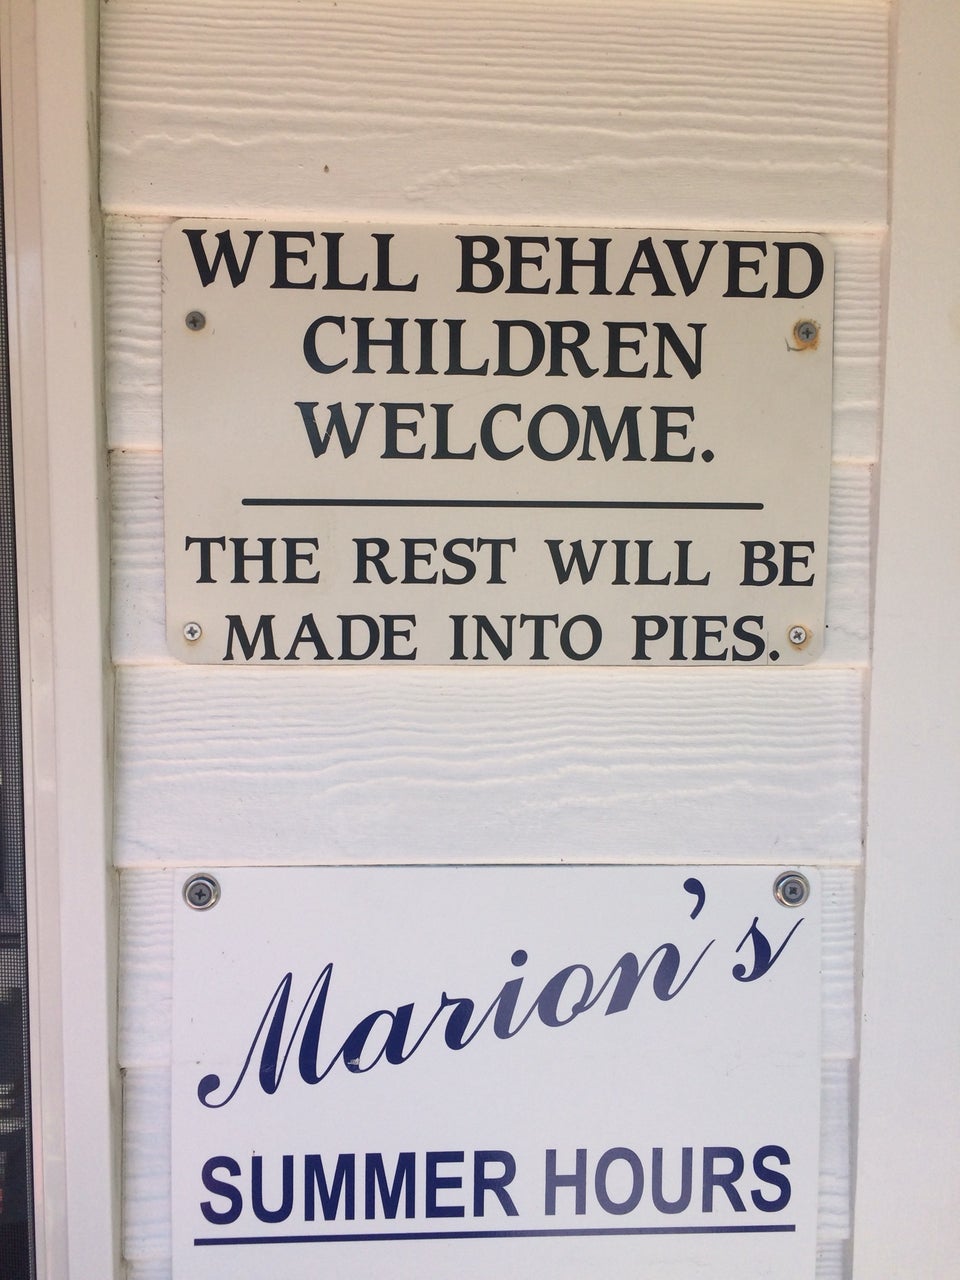 WELL BEHAVED
CHILDREN
WELCOME.
THE REST WILL BE
MADE INTO PIES.
Marion's
SUMMER HOURS